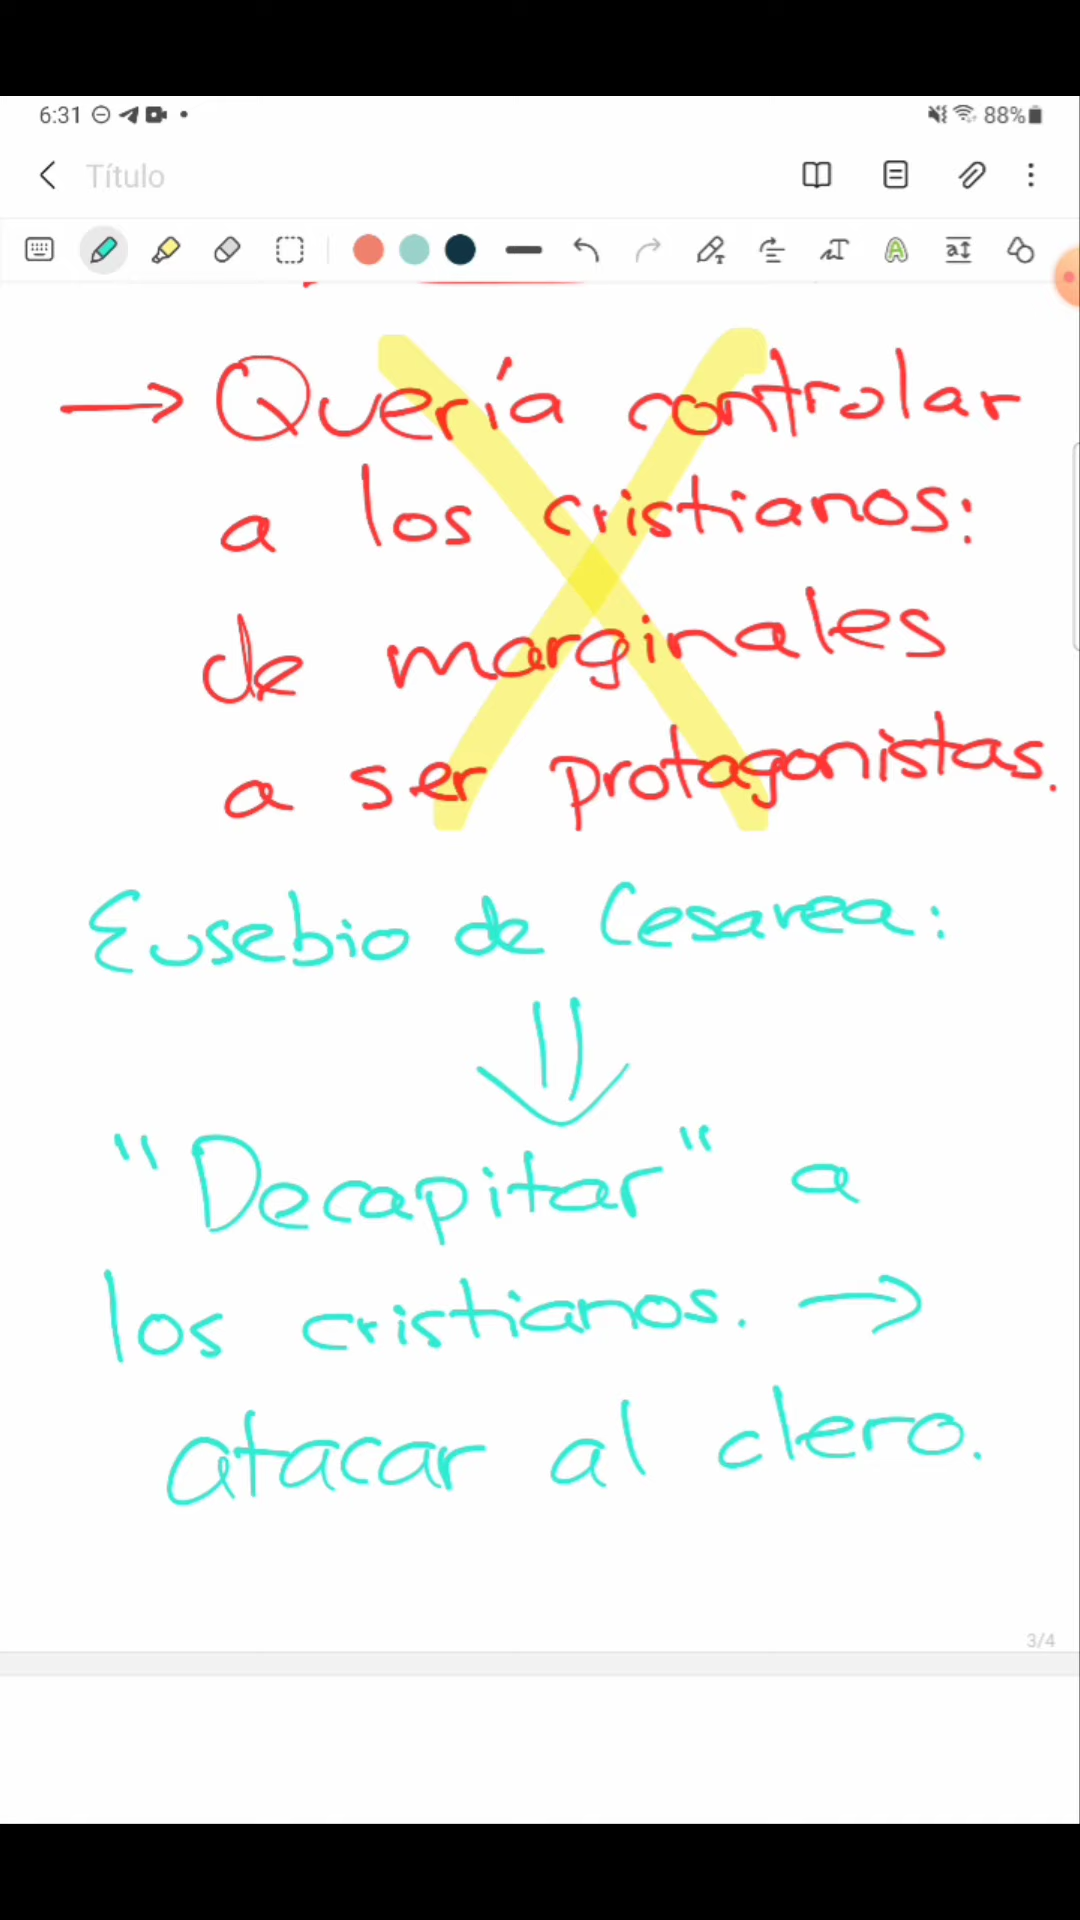 6:31 88%
Título
→ Quería controlar
a los cristianos:
de marginales
a ser protagonistas.
Eusebio de Cesarea:
"Decapitar" a
los cristianos. →
atacar al clero.
3/4